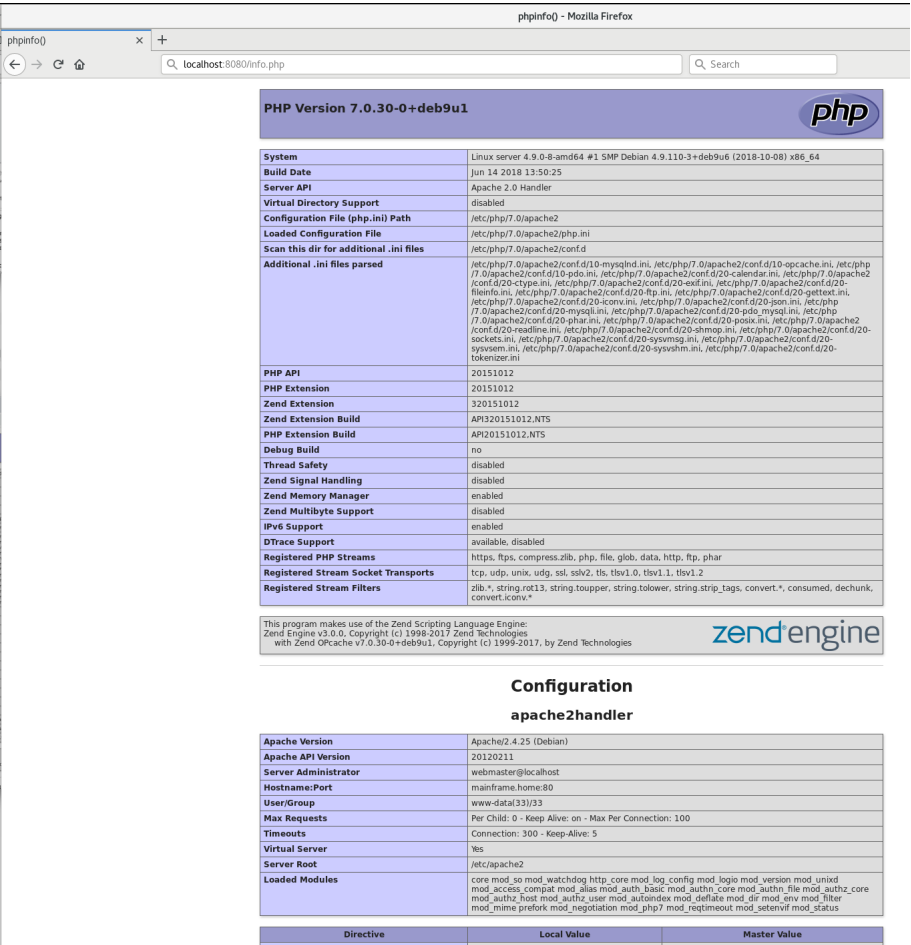 phpinfo() - Mozilla Firefox
phpinfo()
localhost:8080/info.php
Search
PHP Version 7.0.30-0+deb9u1
php
System Linux server 4.9.0-8-amd64 #1 SMP Debian 4.9.110-3+deb9u6 (2018-10-08) x86_64
Build Date Jun 14 2018 13:50:25
Server API Apache 2.0 Handler
Virtual Directory Support disabled
Configuration File (php.ini) Path /etc/php/7.0/apache2
Loaded Configuration File /etc/php/7.0/apache2/php.ini
Scan this dir for additional .ini files /etc/php/7.0/apache2/conf.d
Additional .ini files parsed /etc/php/7.0/apache2/conf.d/10-mysqlnd.ini, /etc/php/7.0/apache2/conf.d/10-opcache.ini, /etc/php
/7.0/apache2/conf.d/10-pdo.ini, /etc/php/7.0/apache2/conf.d/20-calendar.ini, /etc/php/7.0/apache2
/conf.d/20-ctype.ini, /etc/php/7.0/apache2/conf.d/20-exif.ini, /etc/php/7.0/apache2/conf.d/20-
fileinfo.ini, /etc/php/7.0/apache2/conf.d/20-ftp.ini, /etc/php/7.0/apache2/conf.d/20-gettext.ini,
/etc/php/7.0/apache2/conf.d/20-iconv.ini, /etc/php/7.0/apache2/conf.d/20-json.ini, /etc/php
/7.0/apache2/conf.d/20-mysqli.ini, /etc/php/7.0/apache2/conf.d/20-pdo_mysql.ini, /etc/php
/7.0/apache2/conf.d/20-phar.ini, /etc/php/7.0/apache2/conf.d/20-posix.ini, /etc/php/7.0/apache2
/conf.d/20-readline.ini, /etc/php/7.0/apache2/conf.d/20-shmop.ini, /etc/php/7.0/apache2/conf.d/20-
sockets.ini, /etc/php/7.0/apache2/conf.d/20-sysvmsg.ini, /etc/php/7.0/apache2/conf.d/20-
sysvsem.ini, /etc/php/7.0/apache2/conf.d/20-sysvshm.ini, /etc/php/7.0/apache2/conf.d/20-
tokenizer.ini
PHP API 20151012
PHP Extension 20151012
Zend Extension 320151012
Zend Extension Build API320151012,NTS
PHP Extension Build API20151012,NTS
Debug Build no
Thread Safety disabled
Zend Signal Handling disabled
Zend Memory Manager enabled
Zend Multibyte Support disabled
IPv6 Support enabled
DTrace Support available, disabled
Registered PHP Streams https, ftps, compress.zlib, php, file, glob, data, http, ftp, phar
Registered Stream Socket Transports tcp, udp, unix, udg, ssl, sslv2, tls, tlsv1.0, tlsv1.1, tlsv1.2
Registered Stream Filters zlib.*, string.rot13, string.toupper, string.tolower, string.strip_tags, convert.*, consumed, dechunk,
convert.iconv.*
This program makes use of the Zend Scripting Language Engine:
Zend Engine v3.0.0, Copyright (c) 1998-2017 Zend Technologies
with Zend OPcache v7.0.30-0+deb9u1, Copyright (c) 1999-2017, by Zend Technologies
zend engine
Configuration
apache2handler
Apache Version Apache/2.4.25 (Debian)
Apache API Version 20120211
Server Administrator webmaster@localhost
Hostname:Port mainframe.home:80
User/Group www-data(33)/33
Max Requests Per Child: 0 - Keep Alive: on - Max Per Connection: 100
Timeouts Connection: 300 - Keep-Alive: 5
Virtual Server Yes
Server Root /etc/apache2
Loaded Modules core mod_so mod_watchdog http_core mod_log_config mod_logio mod_version mod_unixd
mod_access_compat mod_alias mod_auth_basic mod_authn_core mod_authn_file mod_authz_core
mod_authz_host mod_authz_user mod_autoindex mod_deflate mod_dir mod_env mod_filter
mod_mime prefork mod_negotiation mod_php7 mod_reqtimeout mod_setenvif mod_status
Directive Local Value Master Value